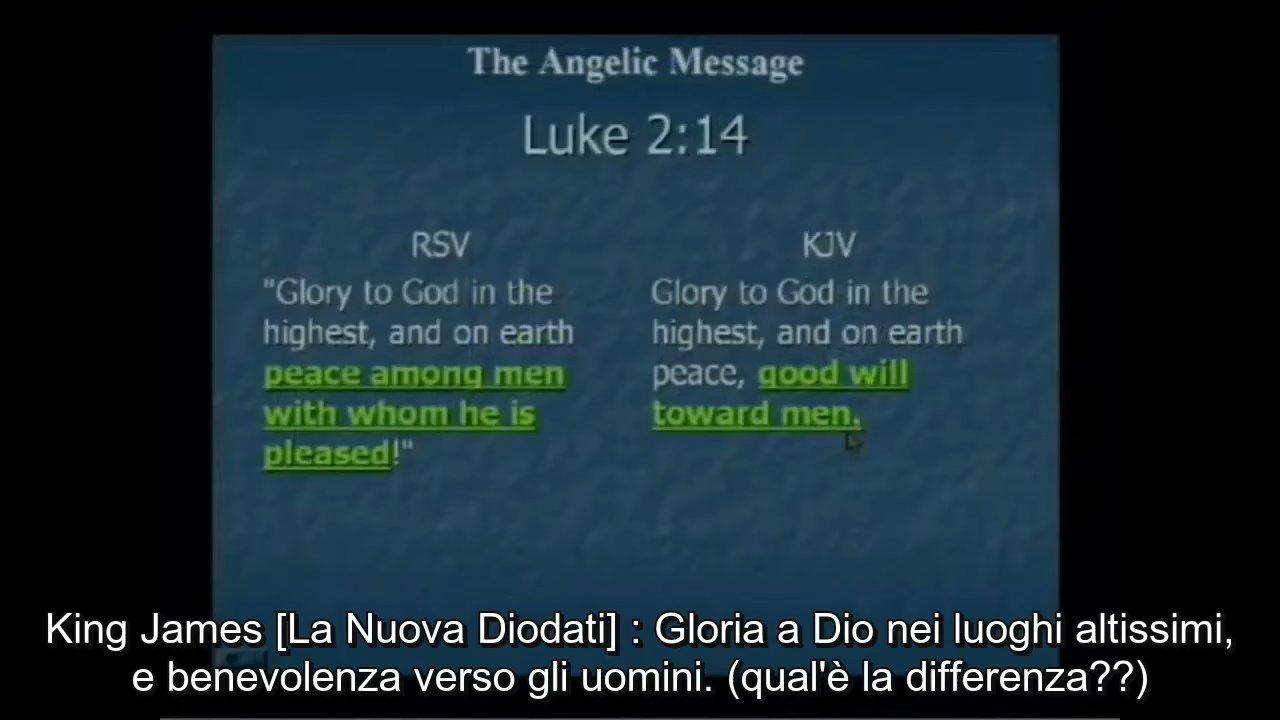 The Angelic Message
Luke 2:14
RSV
"Glory to God in the
highest, and on earth
peace among men
with whom he is
pleased!"
KJV
Glory to God in the
highest, and on earth
peace, good will
toward men.
King James [La Nuova Diodati] : Gloria a Dio nei luoghi altissimi,
e benevolenza verso gli uomini. (qual'è la differenza??)